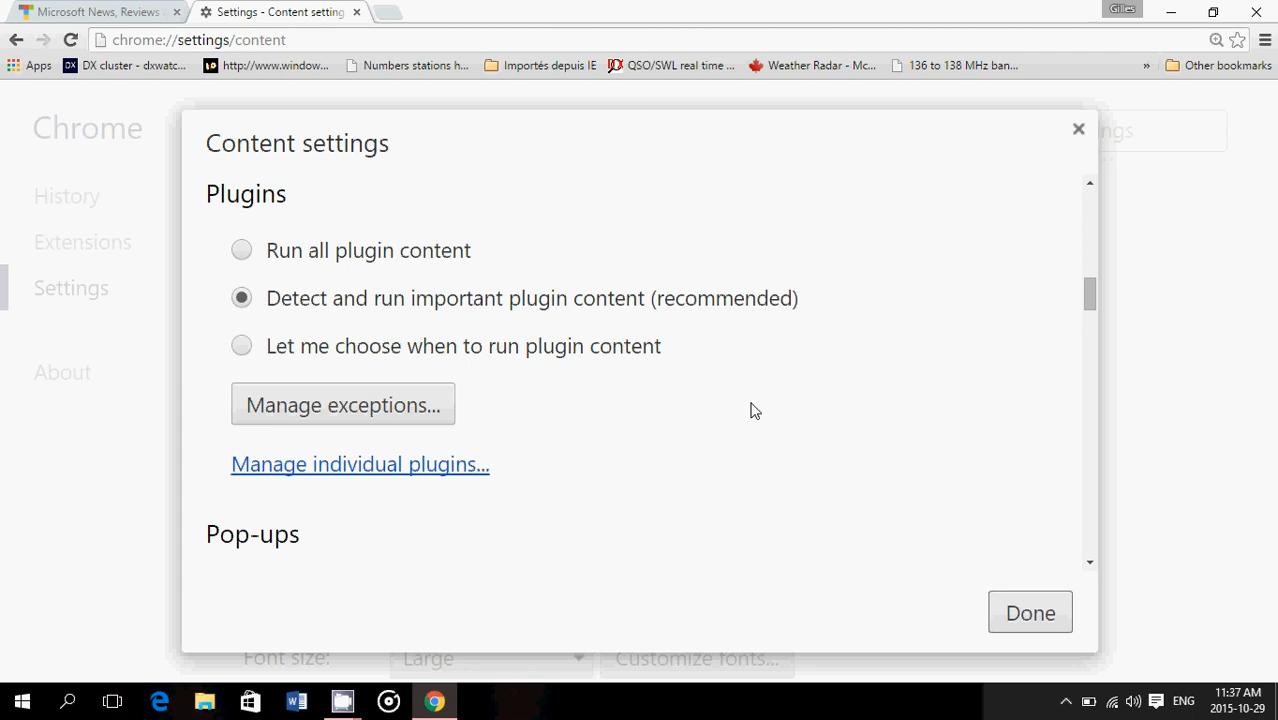 Microsoft News, Reviews
Settings - Content setting
Gilles
chrome://settings/content
Apps
DX cluster - dxwatc...
http://www.window...
Numbers stations h...
Importés depuis IE
QSO/SWL real time ...
Weather Radar - Mc...
136 to 138 MHz ban...
»
Other bookmarks
Chrome
History
Extensions
Settings
About
ngs
Content settings
Plugins
Run all plugin content
Detect and run important plugin content (recommended)
Let me choose when to run plugin content
Manage exceptions...
Manage individual plugins...
Pop-ups
Done
Font size:
Large
Customize fonts...
ENG
11:37 AM
2015-10-29